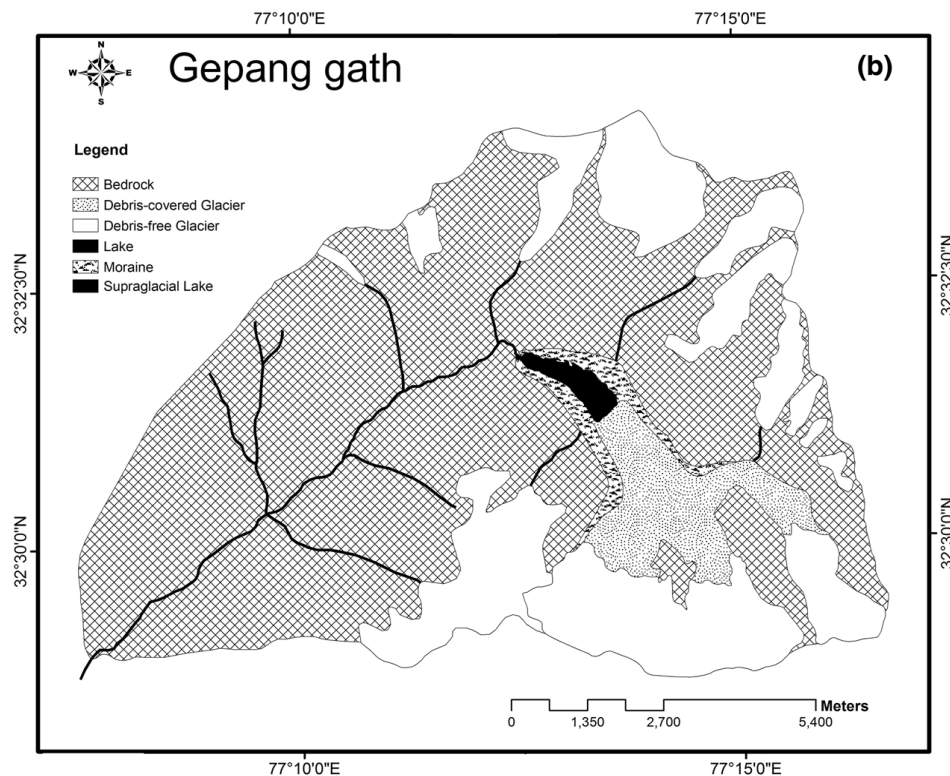 77°10'0"E 77°15'0"E
N
W E
S
Gepang gath
(b)
Legend
Bedrock
Debris-covered Glacier
Debris-free Glacier
Lake
Moraine
Supraglacial Lake
32°32'30"N 32°32'30"N
32°30'0"N 32°30'0"N
Meters
0 1,350 2,700 5,400
77°10'0"E 77°15'0"E